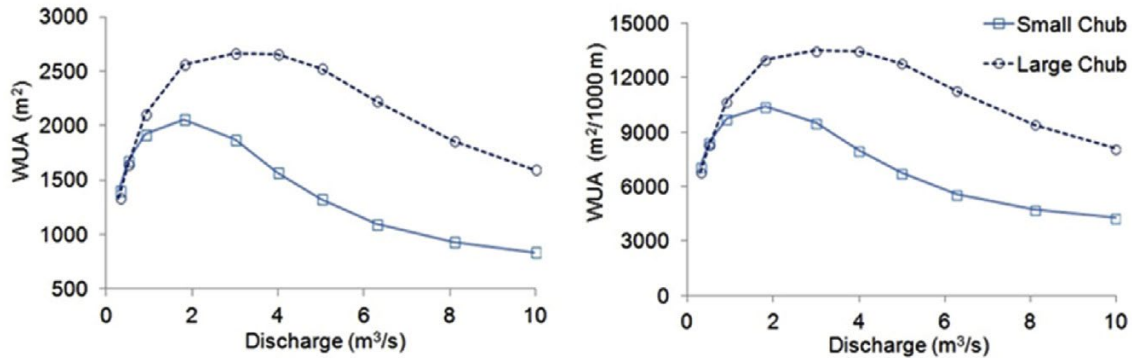 3000
2500
2000
1500
1000
500
WUA (m²)
0 2 4 6 8 10
Discharge (m³/s)
15000
12000
9000
6000
3000
0
WUA (m²/1000 m)
0 2 4 6 8 10
Discharge (m³/s)
Small Chub
Large Chub